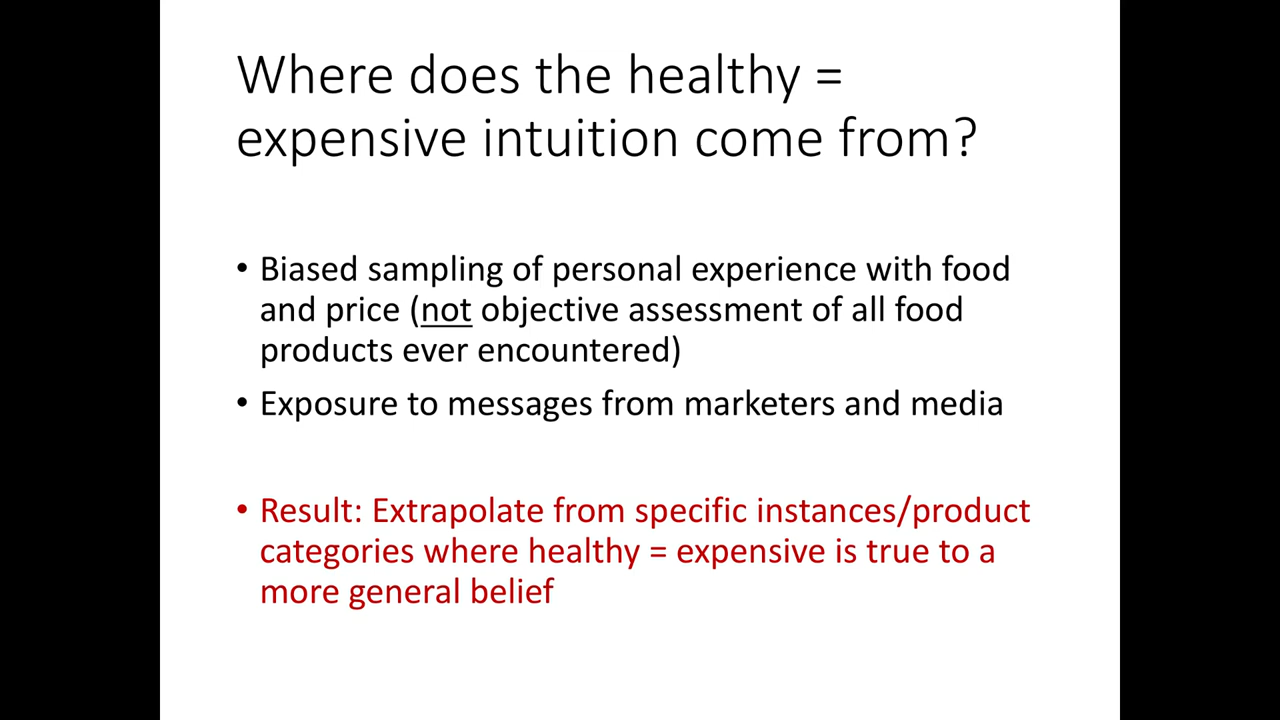 Where does the healthy =
expensive intuition come from?
• Biased sampling of personal experience with food
and price (not objective assessment of all food
products ever encountered)
• Exposure to messages from marketers and media
• Result: Extrapolate from specific instances/product
categories where healthy = expensive is true to a
more general belief